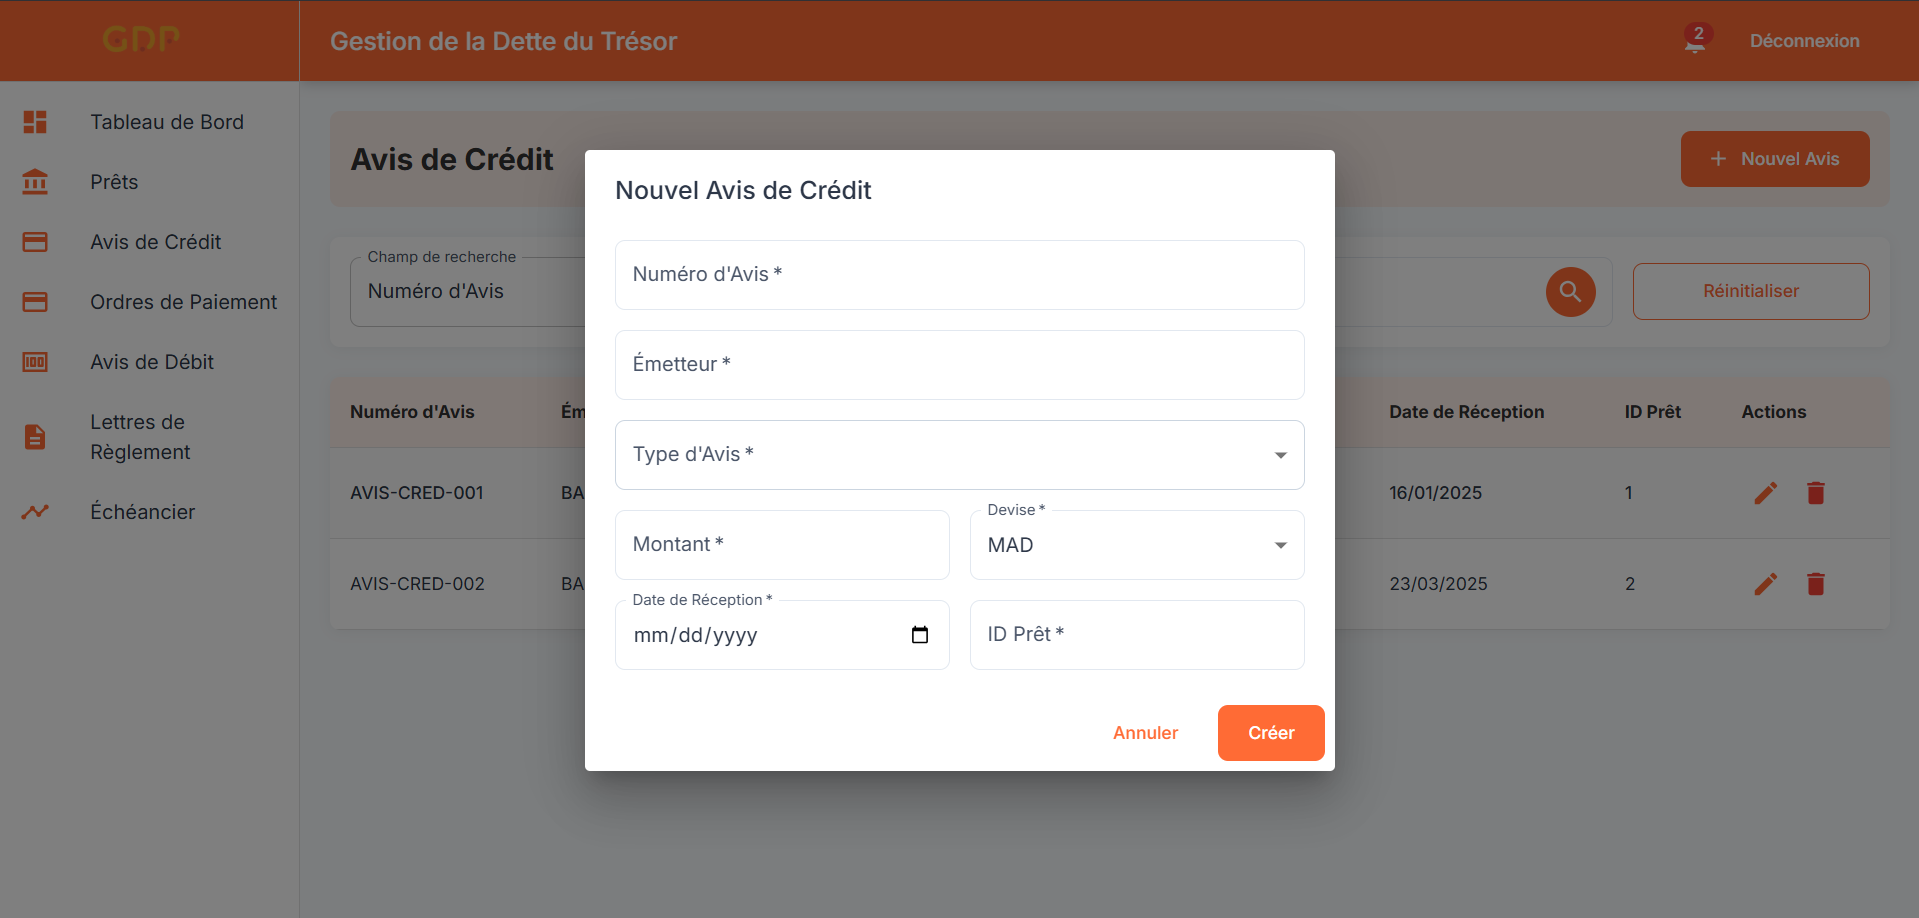 GDP
Gestion de la Dette du Trésor
2
Déconnexion
Tableau de Bord
Prêts
Avis de Crédit
Ordres de Paiement
Avis de Débit
Lettres de
Règlement
Échéancier
Avis de Crédit
+ Nouvel Avis
Champ de recherche
Numéro d'Avis
Réinitialiser
Numéro d'Avis Ém Date de Réception ID Prêt Actions
AVIS-CRED-001 BA 16/01/2025 1
AVIS-CRED-002 BA 23/03/2025 2
Nouvel Avis de Crédit
Numéro d'Avis *
Émetteur *
Type d'Avis *
Montant *
Devise *
MAD
Date de Réception *
mm/dd/yyyy
ID Prêt *
Annuler
Créer